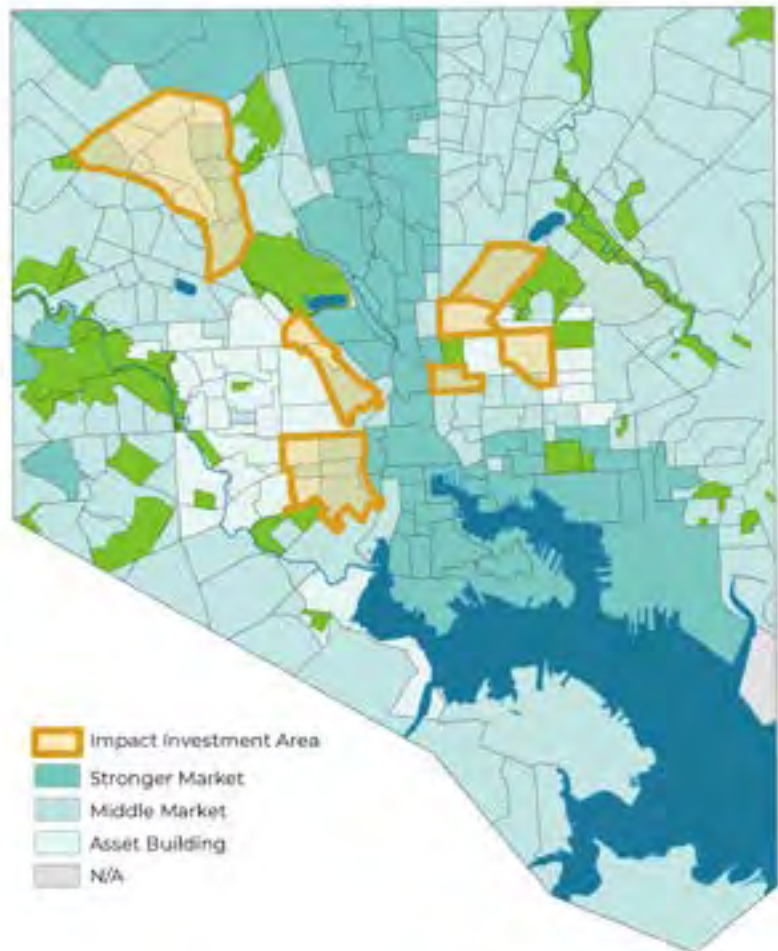 Impact Investment Area
Stronger Market
Middle Market
Asset Building
N/A